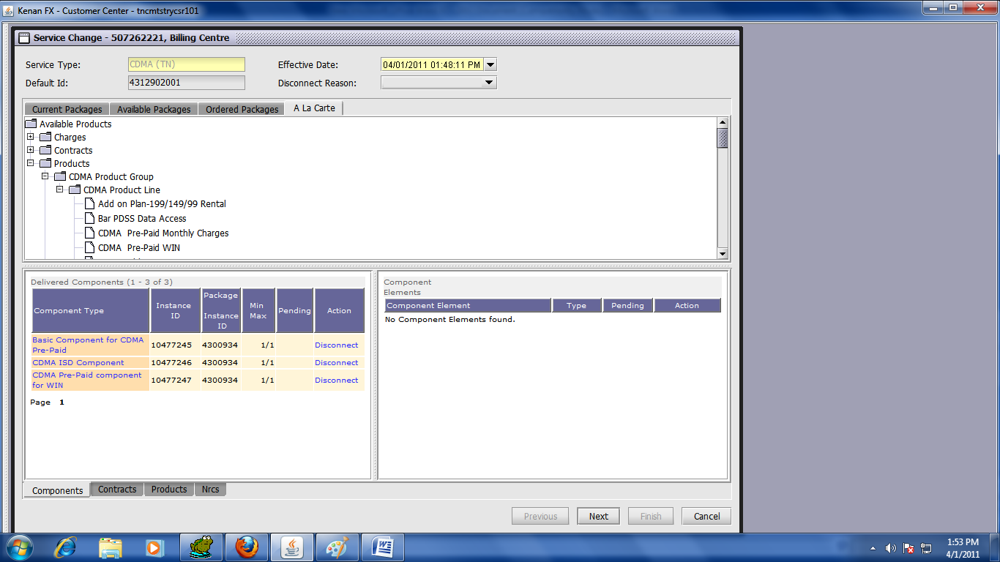 Kenan FX - Customer Center - tncmtstrycsr101
Service Change - 507262221, Billing Centre
Service Type: CDMA (TN) Effective Date: 04/01/2011 01:48:11 PM
Default Id: 4312902001 Disconnect Reason:
Current Packages Available Packages Ordered Packages A La Carte
Available Products
Charges
Contracts
Products
CDMA Product Group
CDMA Product Line
Add on Plan-199/149/99 Rental
Bar PDSS Data Access
CDMA Pre-Paid Monthly Charges
CDMA Pre-Paid WIN
Delivered Components (1 - 3 of 3)
Component Type
Instance
ID
Package
Instance
ID
Min
Max
Pending
Action
Basic Component for CDMA
Pre-Paid
10477245 4300934 1/1 Disconnect
CDMA ISD Component 10477246 4300934 1/1 Disconnect
CDMA Pre-Paid component
for WIN
10477247 4300934 1/1 Disconnect
Page 1
Component
Elements
Component Element Type Pending Action
No Component Elements found.
Components Contracts Products Nrcs
Previous Next Finish Cancel
1:53 PM
4/1/2011